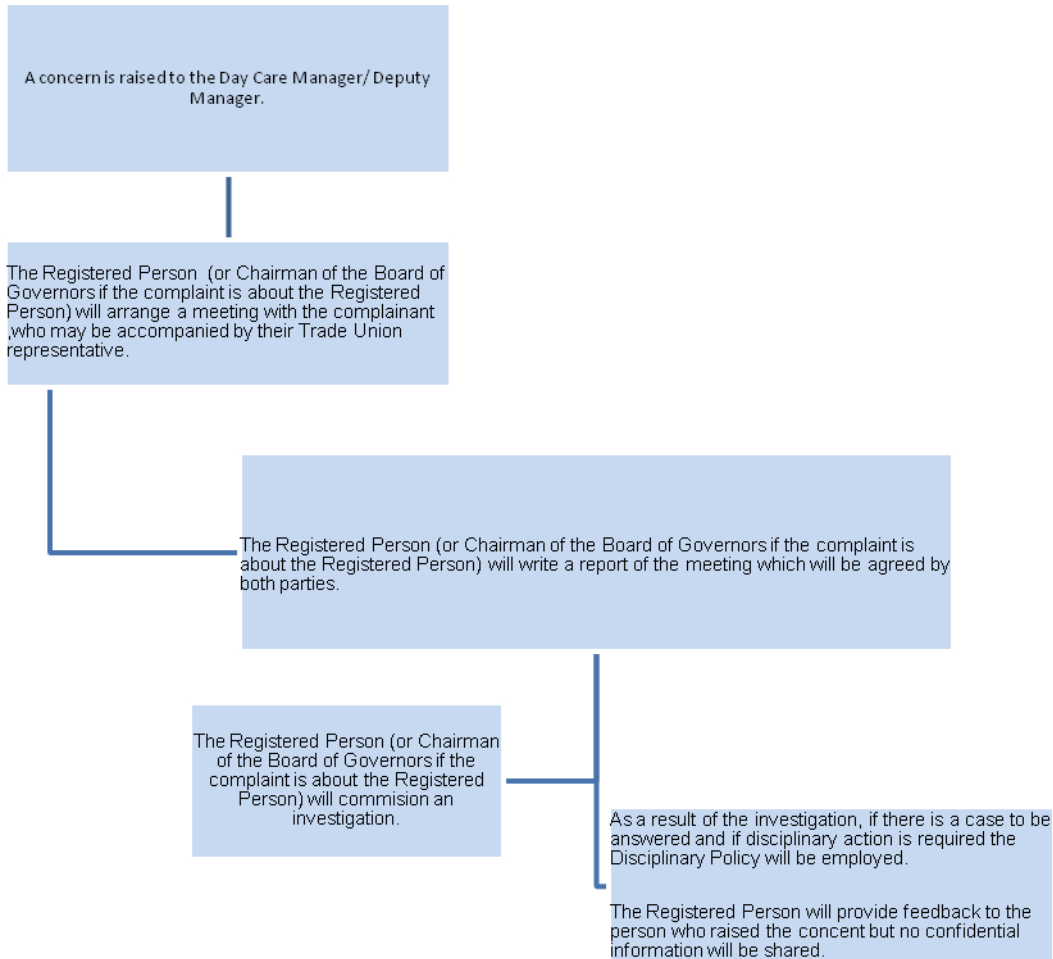 A concern is raised to the Day Care Manager/ Deputy
Manager.
The Registered Person (or Chairman of the Board of
Governors if the complaint is about the Registered
Person) will arrange a meeting with the complainant
,who may be accompanied by their Trade Union
representative.
The Registered Person (or Chairman of the Board of Governors if the complaint is
about the Registered Person) will write a report of the meeting which will be agreed by
both parties.
The Registered Person (or Chairman
of the Board of Governors if the
complaint is about the Registered
Person) will commision an
investigation.
As a result of the investigation, if there is a case to be
answered and if disciplinary action is required the
Disciplinary Policy will be employed.
The Registered Person will provide feedback to the
person who raised the concent but no confidential
information will be shared.